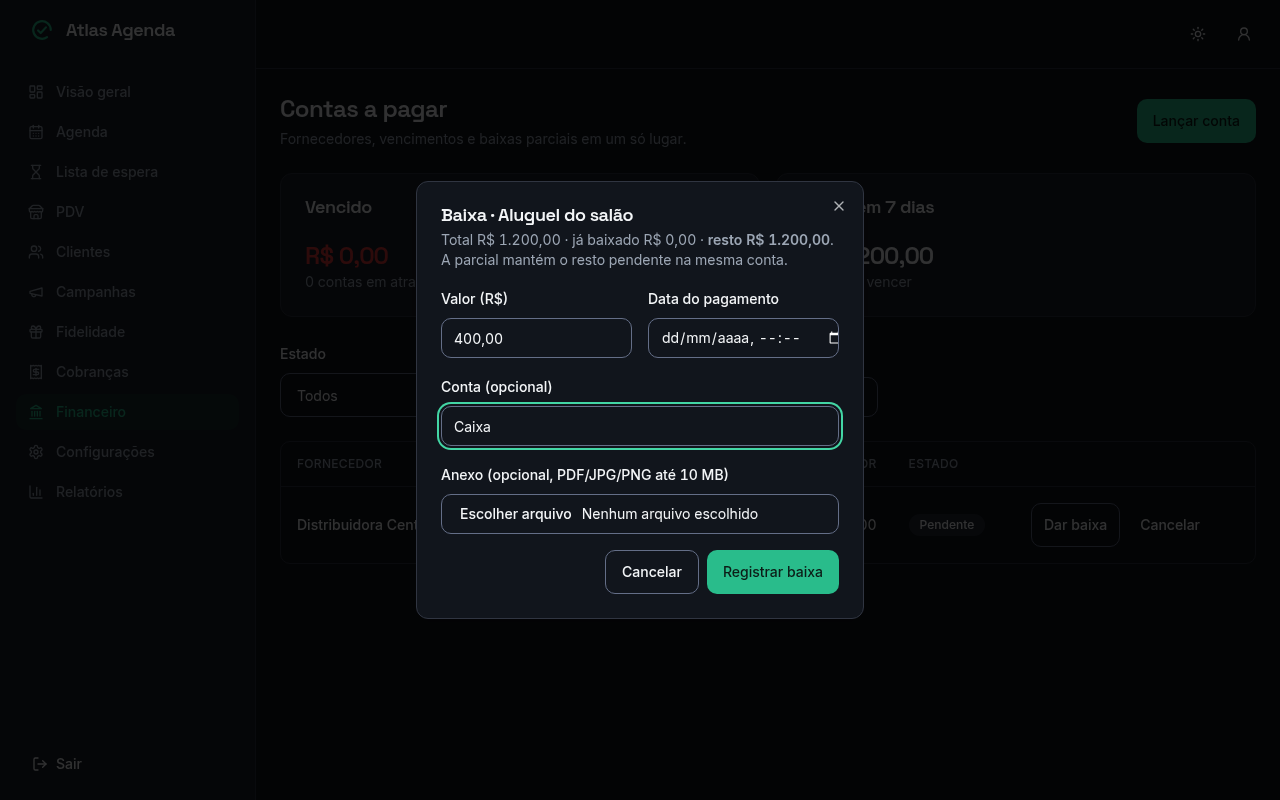 Atlas Agenda
Visão geral
Agenda
Lista de espera
PDV
Clientes
Campanhas
Fidelidade
Cobranças
Financeiro
Configurações
Relatórios
Sair
Contas a pagar
Fornecedores, vencimentos e baixas parciais em um só lugar.
Lançar conta
Vencido
R$ 0,00
0 contas em atra
em 7 dias
200,00
vencer
Estado
Todos
FORNECEDOR
OR
ESTADO
Distribuidora Cent
00
Pendente
Dar baixa
Cancelar
Baixa · Aluguel do salão
Total R$ 1.200,00 · já baixado R$ 0,00 · resto R$ 1.200,00.
A parcial mantém o resto pendente na mesma conta.
Valor (R$)
Data do pagamento
400,00
dd/mm/aaaa, --:--
Conta (opcional)
Caixa
Anexo (opcional, PDF/JPG/PNG até 10 MB)
Escolher arquivo Nenhum arquivo escolhido
Cancelar
Registrar baixa